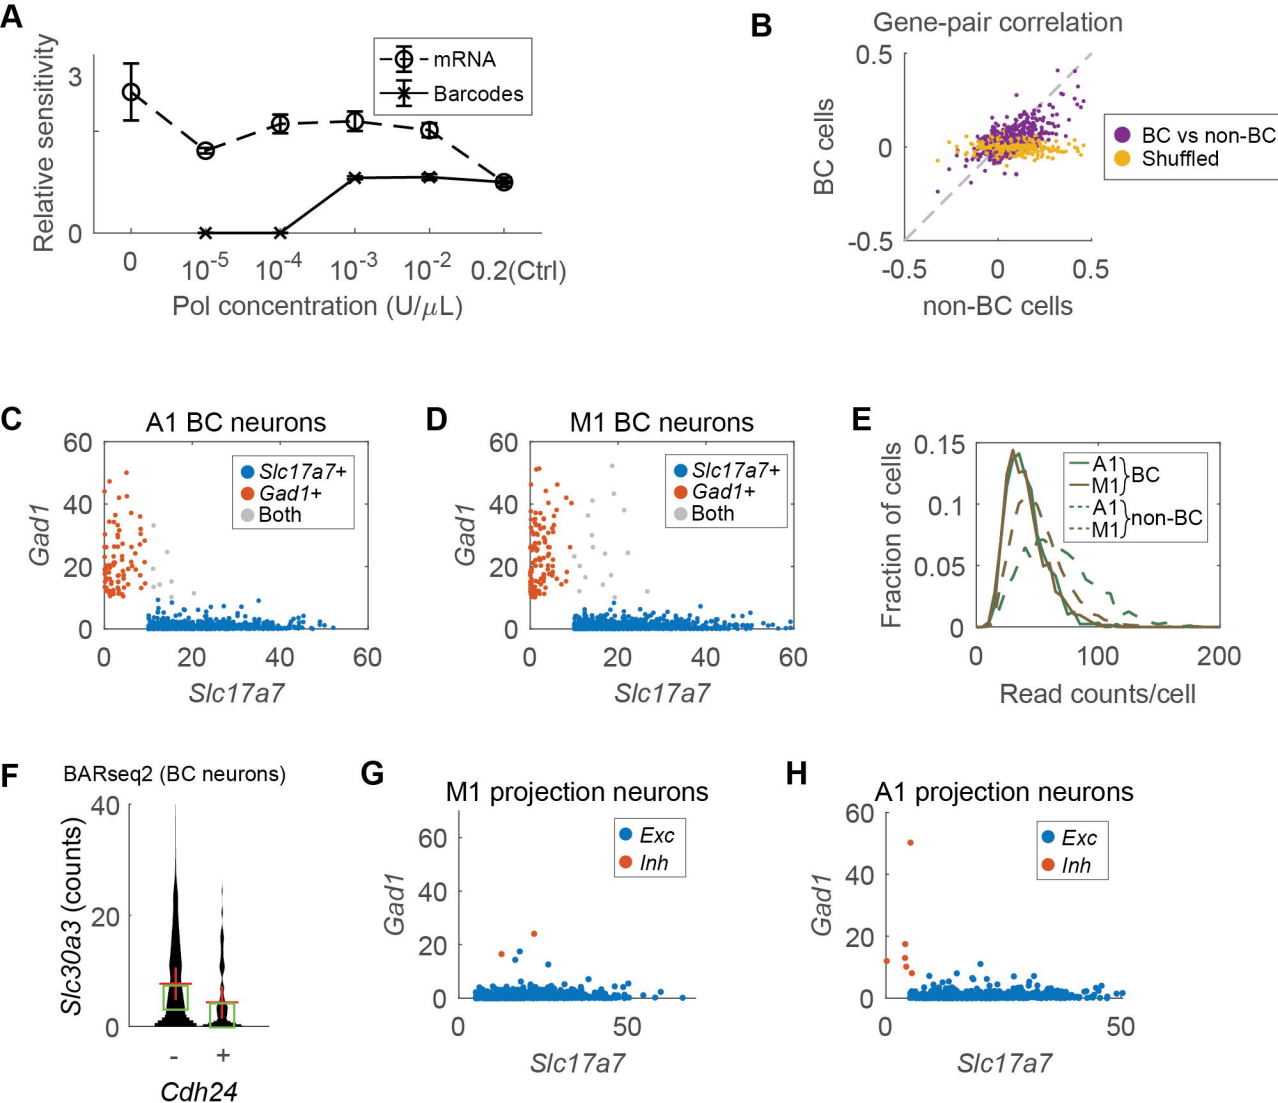 A
Relative sensitivity
3
0
mRNA
Barcodes
0
10-5
10-4
10-3
10-2
0.2(Ctrl)
Pol concentration (U/μL)
B
Gene-pair correlation
BC cells
0.5
0
-0.5
-0.5
0
0.5
non-BC cells
BC vs non-BC
Shuffled
C
A1 BC neurons
Gad1
60
40
20
0
Slc17a7+
Gad1+
Both
0
20
40
60
Slc17a7
D
M1 BC neurons
Gad1
60
40
20
0
Slc17a7+
Gad1+
Both
0
20
40
60
Slc17a7
E
Fraction of cells
0.15
0.1
0.05
0
A1
M1
}BC
A1
M1
}non-BC
0
100
200
Read counts/cell
F
BARseq2 (BC neurons)
Slc30a3 (counts)
40
20
0
-
+
Cdh24
G
M1 projection neurons
Gad1
60
40
20
0
Exc
Inh
0
50
Slc17a7
H
A1 projection neurons
Gad1
60
40
20
0
Exc
Inh
0
50
Slc17a7